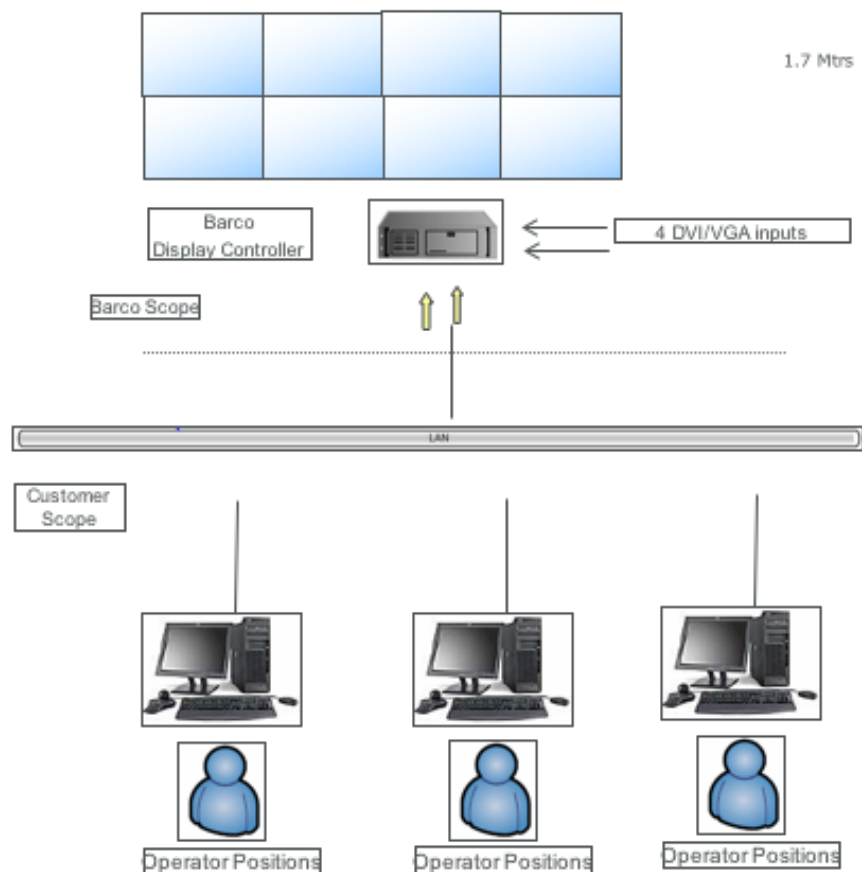 1.7 Mtrs
Barco
Display Controller
4 DVI/VGA inputs
Barco Scope
LAN
Customer
Scope
Operator Positions
Operator Positions
Operator Positions